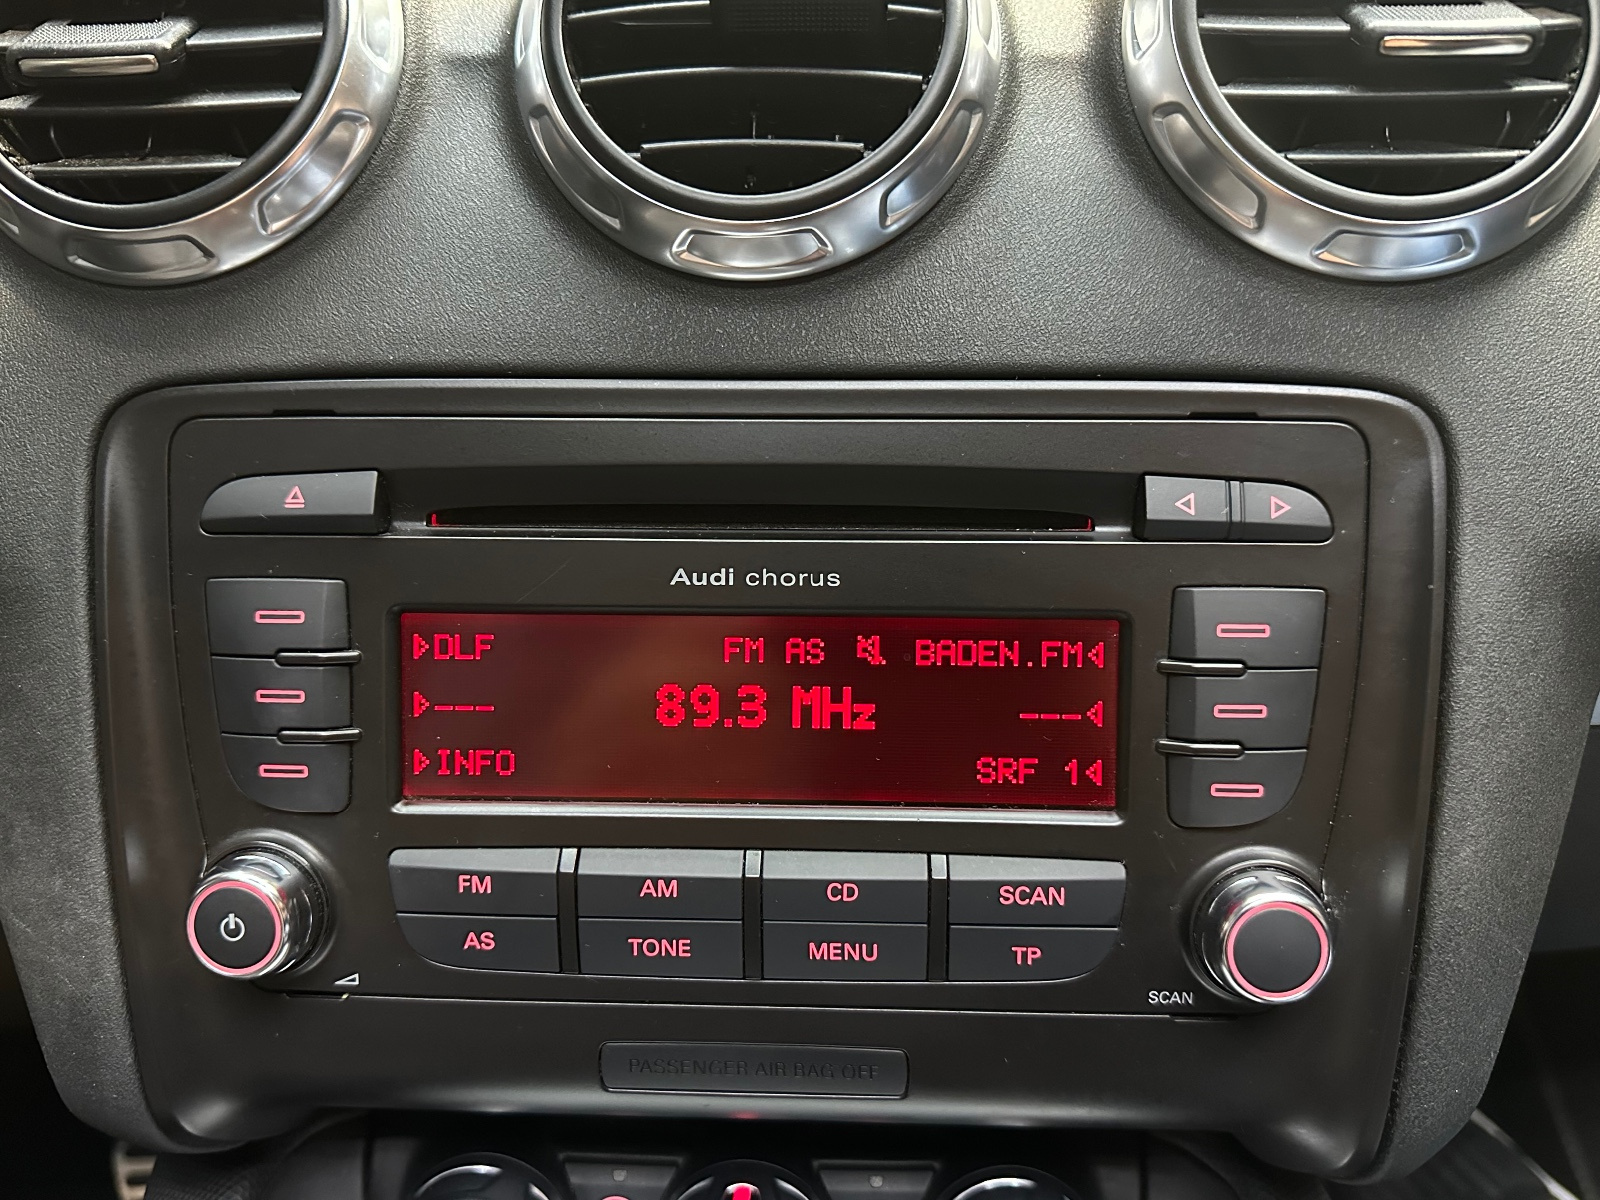 Audi chorus
DLF FM AS BADEN.FM
--- 89.3 MHz ---
INFO SRF 1
FM AM CD SCAN
AS TONE MENU TP
SCAN
PASSENGER AIR BAG OFF